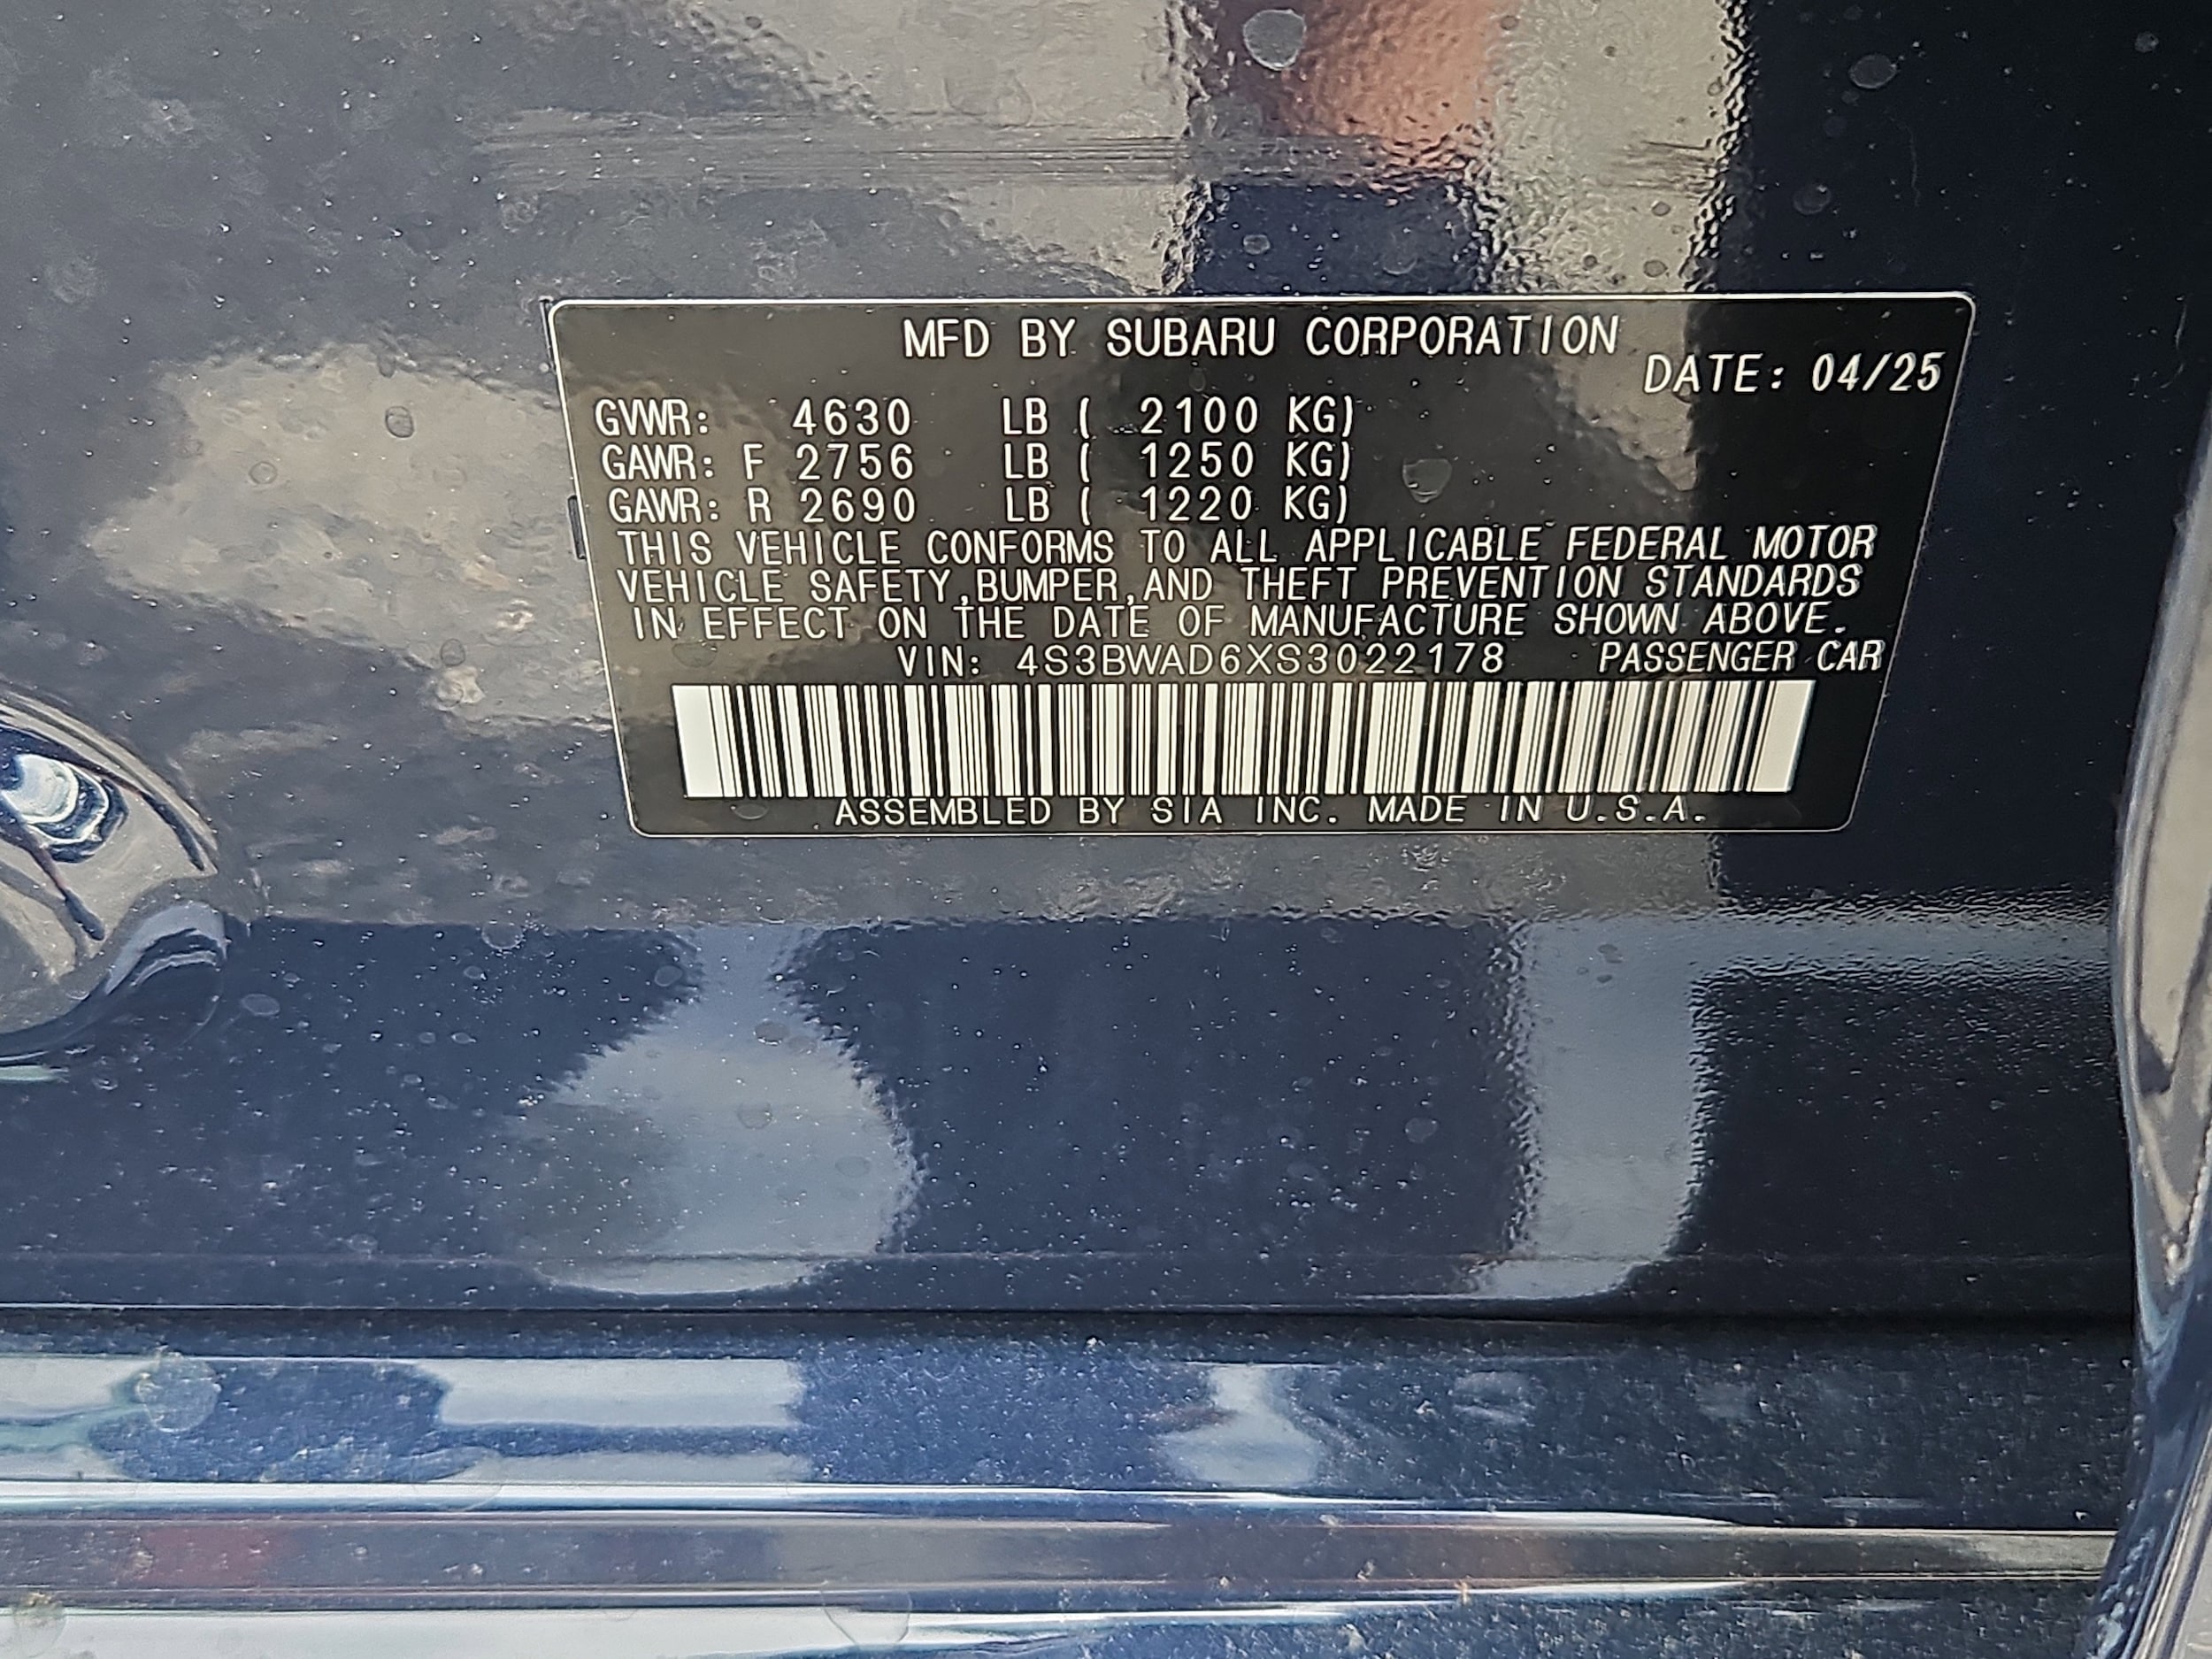 MFD BY SUBARU CORPORATION
DATE: 04/25
GVWR: 4630 LB ( 2100 KG)
GAWR: F 2756 LB ( 1250 KG)
GAWR: R 2690 LB ( 1220 KG)
THIS VEHICLE CONFORMS TO ALL APPLICABLE FEDERAL MOTOR
VEHICLE SAFETY,BUMPER,AND THEFT PREVENTION STANDARDS
IN EFFECT ON THE DATE OF MANUFACTURE SHOWN ABOVE.
VIN: 4S3BWAD6XS3022178 PASSENGER CAR
ASSEMBLED BY SIA INC. MADE IN U.S.A.